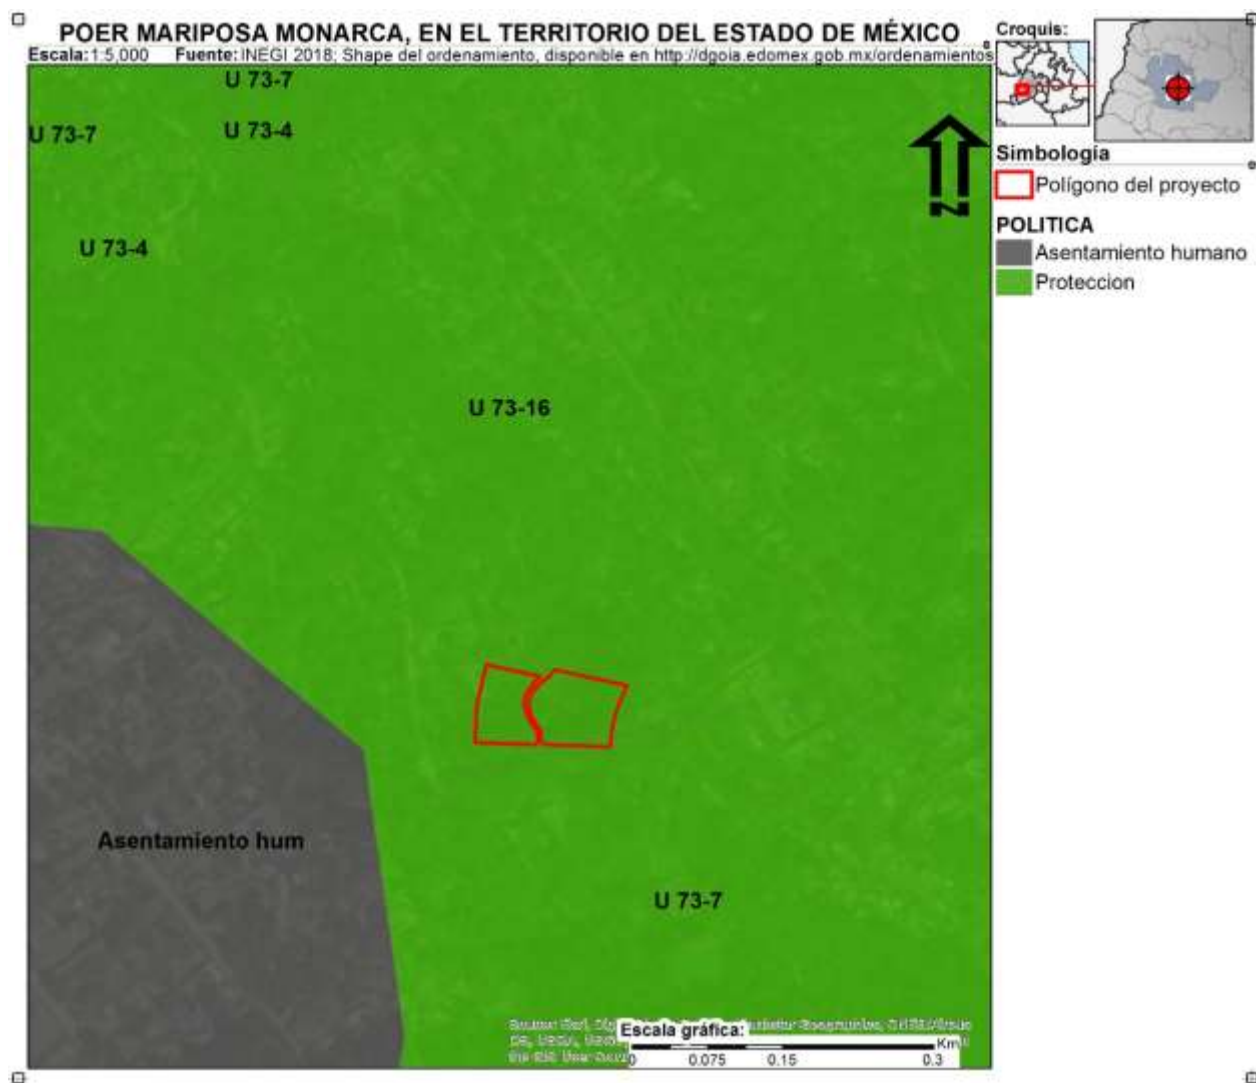 POER MARIPOSA MONARCA, EN EL TERRITORIO DEL ESTADO DE MÉXICO
Escala: 1:5,000 Fuente: INEGI 2018; Shape del ordenamiento, disponible en http://dgoia.edomex.gob.mx/ordenamientos
Croquis:
Simbología
Polígono del proyecto
POLITICA
Asentamiento humano
Proteccion
U 73-7
U 73-7
U 73-4
U 73-4
N
U 73-16
Asentamiento hum
U 73-7
Escala gráfica:
Km
0 0.075 0.15 0.3